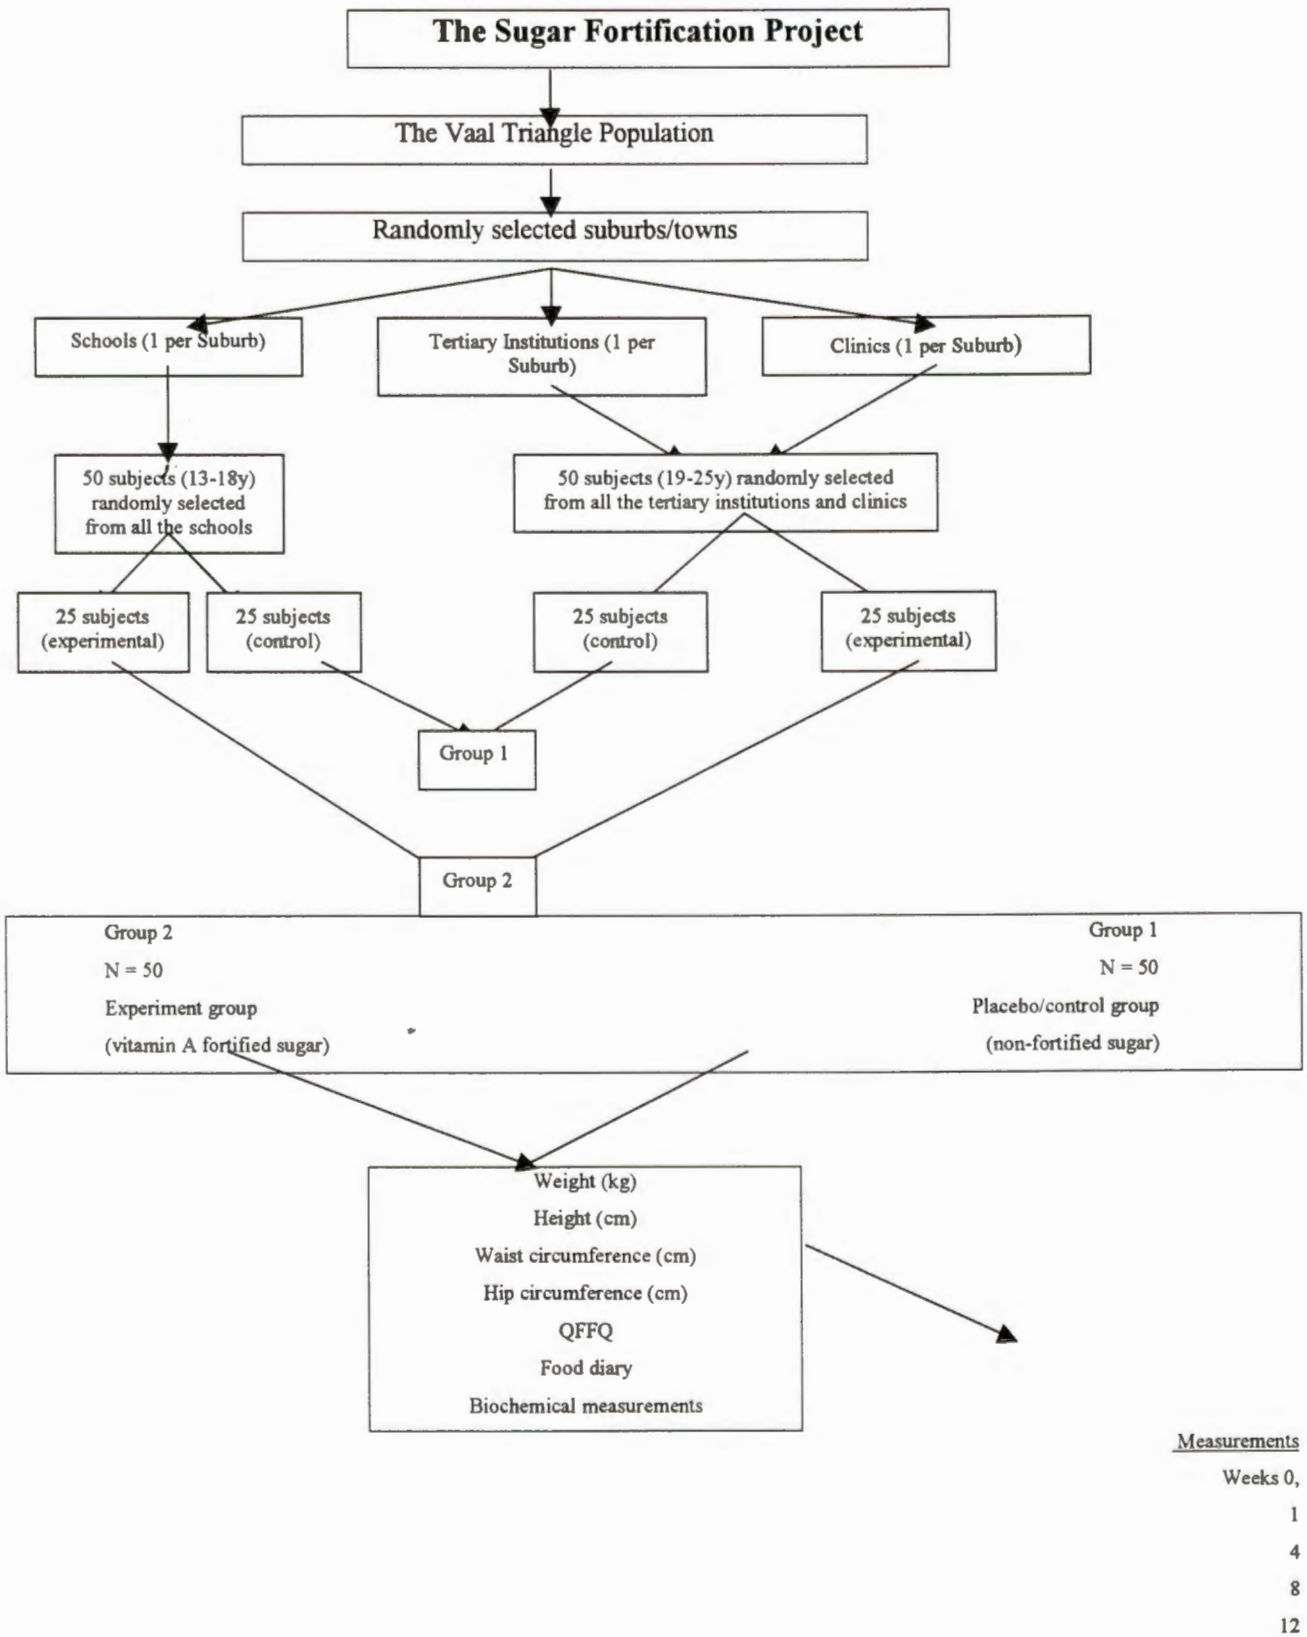 The Sugar Fortification Project
The Vaal Triangle Population
Randomly selected suburbs/towns
Schools (1 per Suburb)
Tertiary Institutions (1 per
Suburb)
Clinics (1 per Suburb)
50 subjects (13-18y)
randomly selected
from all the schools
50 subjects (19-25y) randomly selected
from all the tertiary institutions and clinics
25 subjects
(experimental)
25 subjects
(control)
25 subjects
(control)
25 subjects
(experimental)
Group 1
Group 2
Group 2
N = 50
Experiment group
(vitamin A fortified sugar)
Group 1
N = 50
Placebo/control group
(non-fortified sugar)
Weight (kg)
Height (cm)
Waist circumference (cm)
Hip circumference (cm)
QFFQ
Food diary
Biochemical measurements
Measurements
Weeks 0,
1
4
8
12